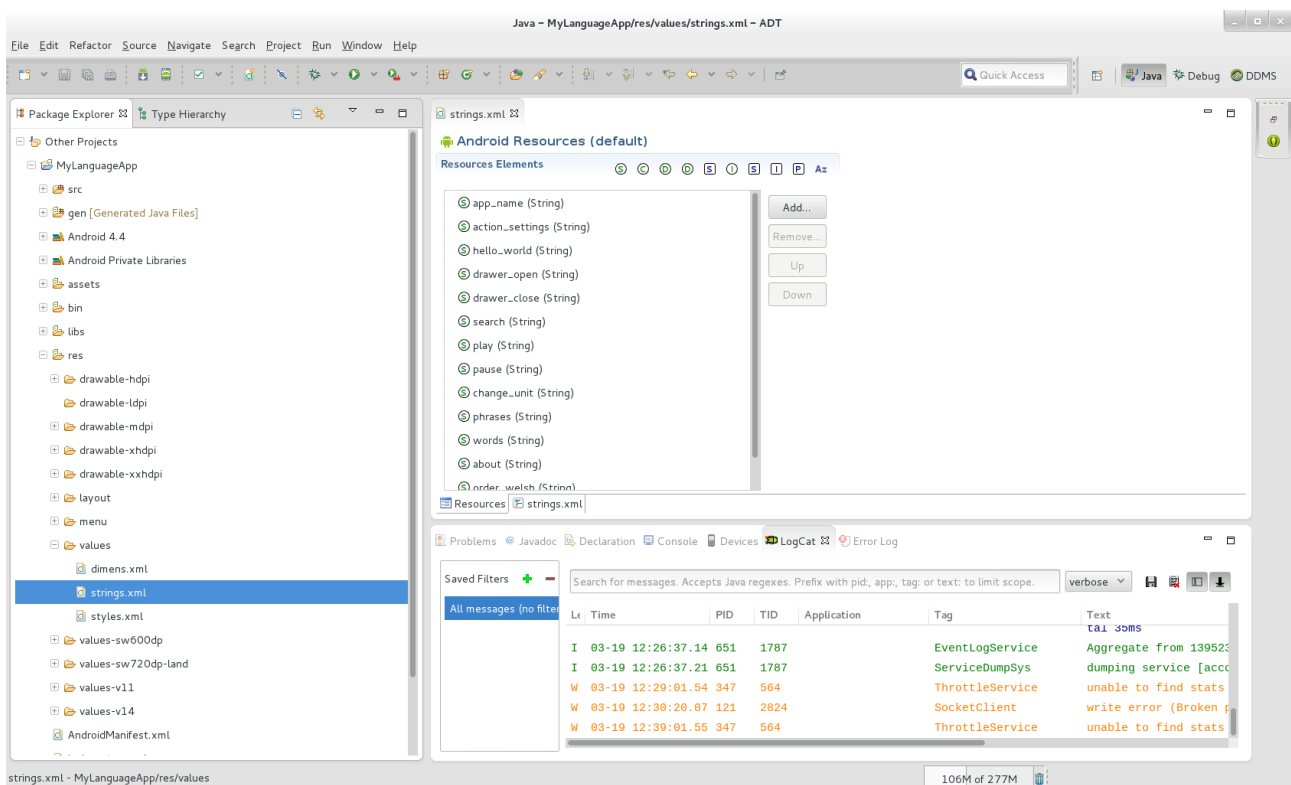 Java – MyLanguageApp/res/values/strings.xml – ADT
File Edit Refactor Source Navigate Search Project Run Window Help
Quick Access
Java Debug DDMS
Package Explorer Type Hierarchy
Other Projects
MyLanguageApp
src
gen [Generated Java Files]
Android 4.4
Android Private Libraries
assets
bin
libs
res
drawable-hdpi
drawable-ldpi
drawable-mdpi
drawable-xhdpi
drawable-xxhdpi
layout
menu
values
dimens.xml
strings.xml
styles.xml
values-sw600dp
values-sw720dp-land
values-v11
values-v14
AndroidManifest.xml
strings.xml
Android Resources (default)
Resources Elements
S C D D S I S I P Az
S app_name (String)
S action_settings (String)
S hello_world (String)
S drawer_open (String)
S drawer_close (String)
S search (String)
S play (String)
S pause (String)
S change_unit (String)
S phrases (String)
S words (String)
S about (String)
S order_welsh (String)
Add...
Remove...
Up
Down
Resources strings.xml
Problems @ Javadoc Declaration Console Devices LogCat Error Log
Saved Filters
All messages (no filter
Search for messages. Accepts Java regexes. Prefix with pid:, app:, tag: or text: to limit scope.
verbose
Le Time PID TID Application Tag Text
tal 35ms
I 03-19 12:26:37.14 651 1787 EventLogService Aggregate from 139523
I 03-19 12:26:37.21 651 1787 ServiceDumpSys dumping service [acco
W 03-19 12:29:01.54 347 564 ThrottleService unable to find stats
W 03-19 12:30:20.07 121 2824 SocketClient write error (Broken p
W 03-19 12:39:01.55 347 564 ThrottleService unable to find stats
strings.xml - MyLanguageApp/res/values
106M of 277M